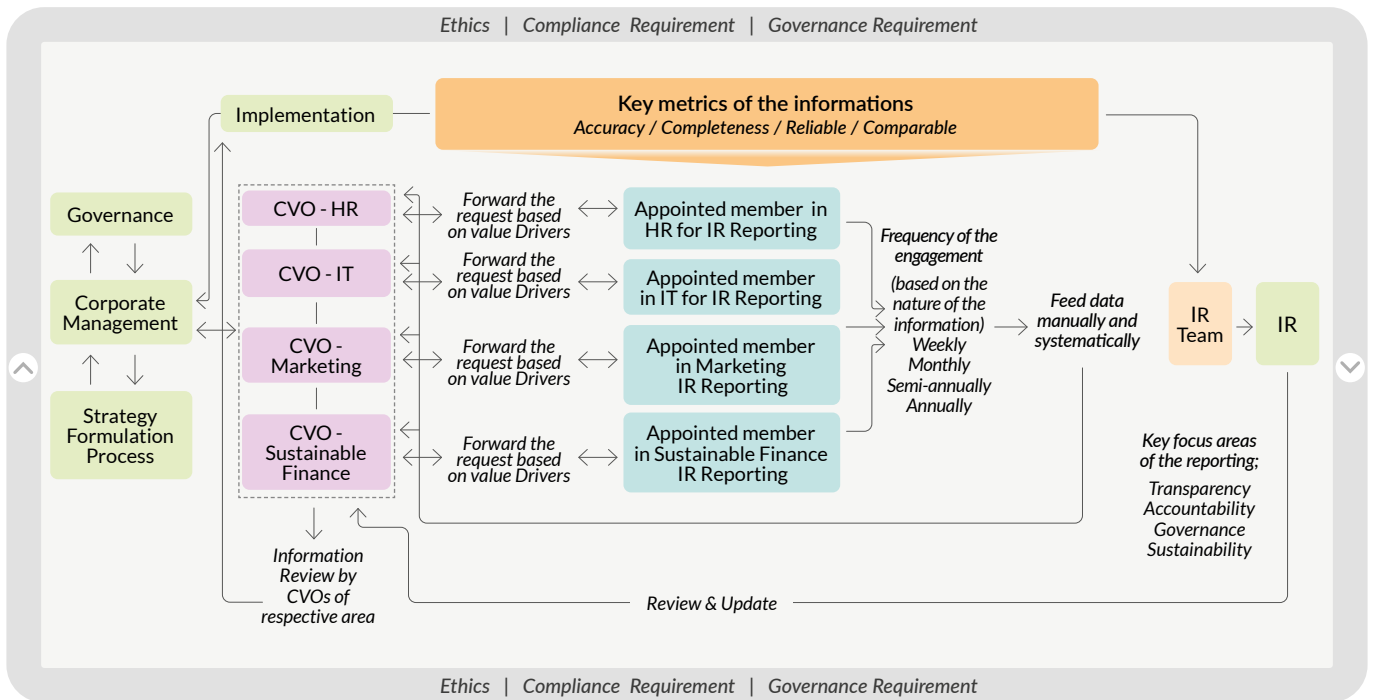 Ethics | Compliance Requirement | Governance Requirement
Implementation
Key metrics of the informations
Accuracy / Completeness / Reliable / Comparable
Governance
Corporate
Management
Strategy
Formulation
Process
CVO - HR
CVO - IT
CVO -
Marketing
CVO -
Sustainable
Finance
Forward the
request based
on value Drivers
Forward the
request based
on value Drivers
Forward the
request based
on value Drivers
Forward the
request based
on value Drivers
Appointed member in
HR for IR Reporting
Appointed member
in IT for IR Reporting
Appointed member
in Marketing
IR Reporting
Appointed member
in Sustainable Finance
IR Reporting
Frequency of the
engagement
(based on the
nature of the
information)
Weekly
Monthly
Semi-annually
Annually
Feed data
manually and
systematically
IR
Team
IR
Key focus areas
of the reporting;
Transparency
Accountability
Governance
Sustainability
Information
Review by
CVOs of
respective area
Review & Update
Ethics | Compliance Requirement | Governance Requirement